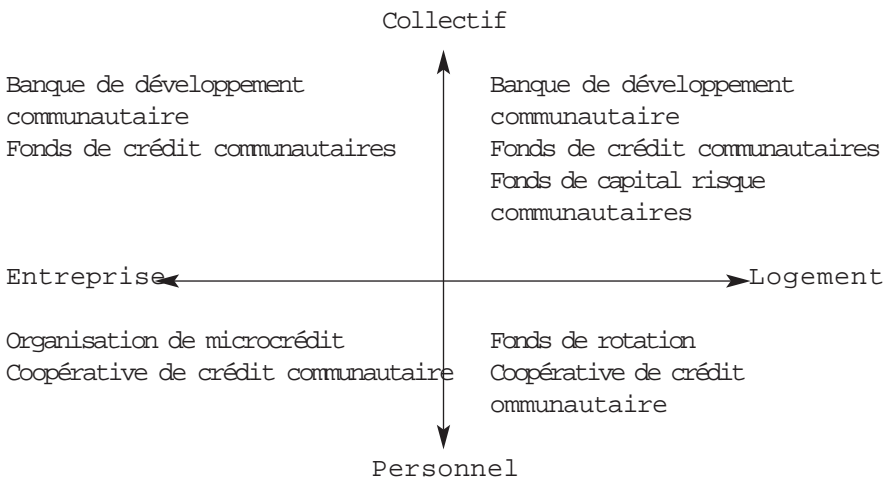 Collectif
Banque de développement
communautaire
Fonds de crédit communautaires
Banque de développement
communautaire
Fonds de crédit communautaires
Fonds de capital risque
communautaires
Entreprise
Logement
Organisation de microcrédit
Coopérative de crédit communautaire
Fonds de rotation
Coopérative de crédit
ommunautaire
Personnel